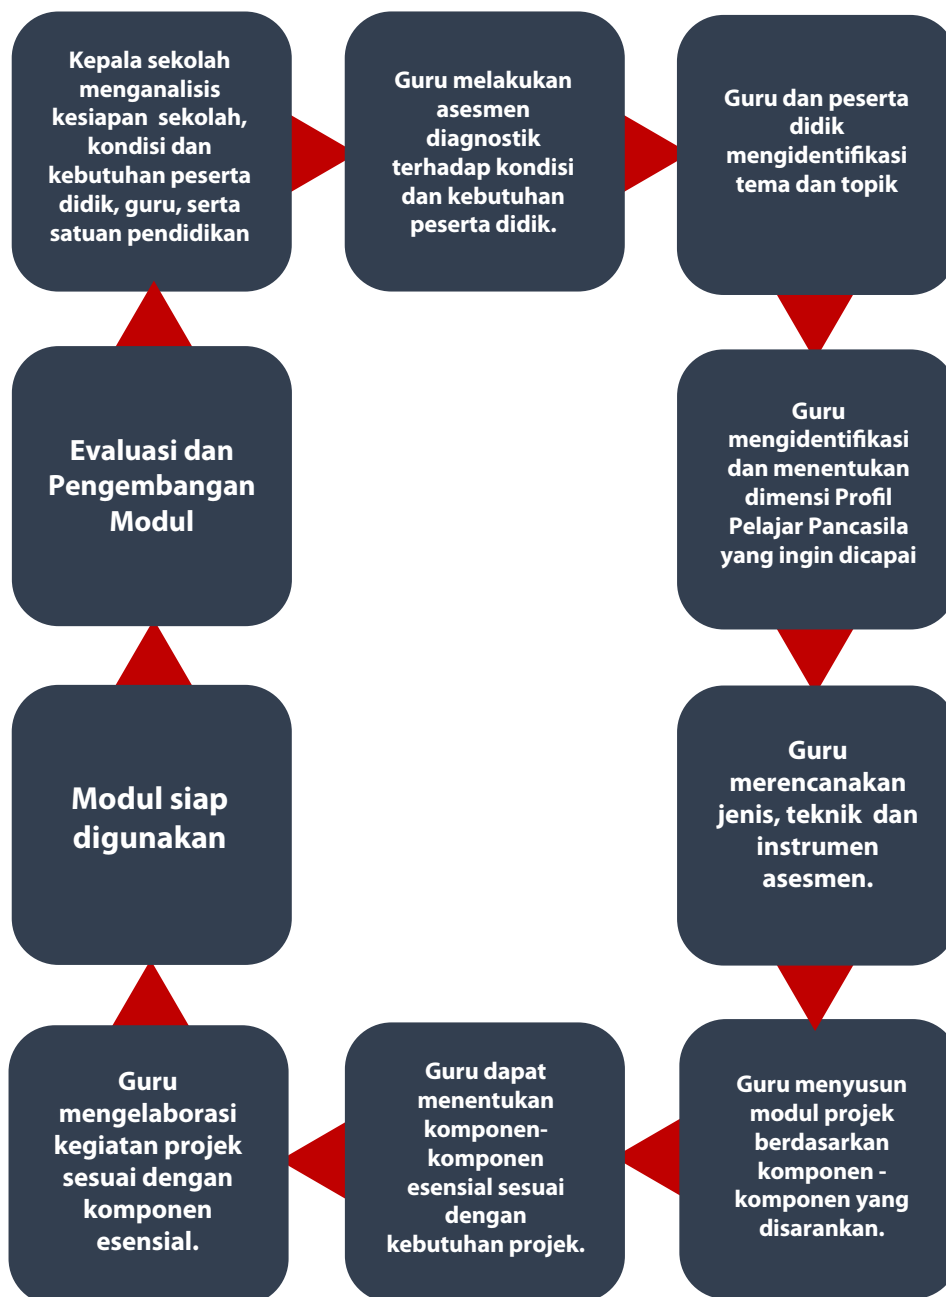 Kepala sekolah
menganalisis
kesiapan sekolah,
kondisi dan
kebutuhan peserta
didik, guru, serta
satuan pendidikan
Guru melakukan
asesmen
diagnostik
terhadap kondisi
dan kebutuhan
peserta didik.
Guru dan peserta
didik
mengidentifikasi
tema dan topik
Guru
mengidentifikasi
dan menentukan
dimensi Profil
Pelajar Pancasila
yang ingin dicapai
Guru
merencanakan
jenis, teknik dan
instrumen
asesmen.
Guru menyusun
modul projek
berdasarkan
komponen -
komponen yang
disarankan.
Guru dapat
menentukan
komponen-
komponen
esensial sesuai
dengan
kebutuhan projek.
Guru
mengelaborasi
kegiatan projek
sesuai dengan
komponen
esensial.
Modul siap
digunakan
Evaluasi dan
Pengembangan
Modul